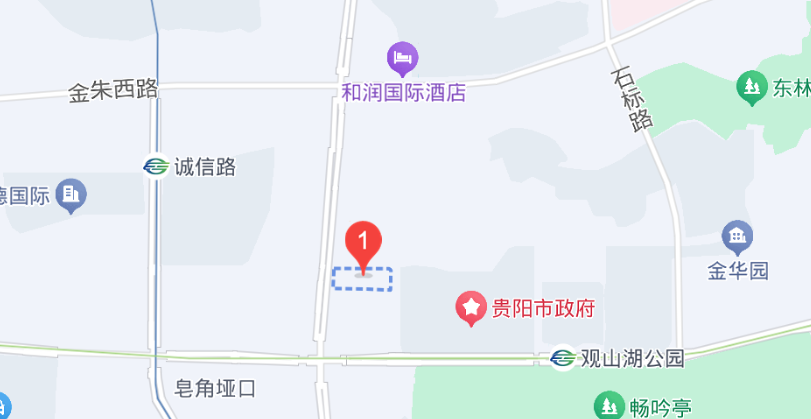 金朱西路
和润国际酒店
石标路
东林
诚信路
德国际
1
金华园
贵阳市政府
观山湖公园
皂角垭口
畅吟亭